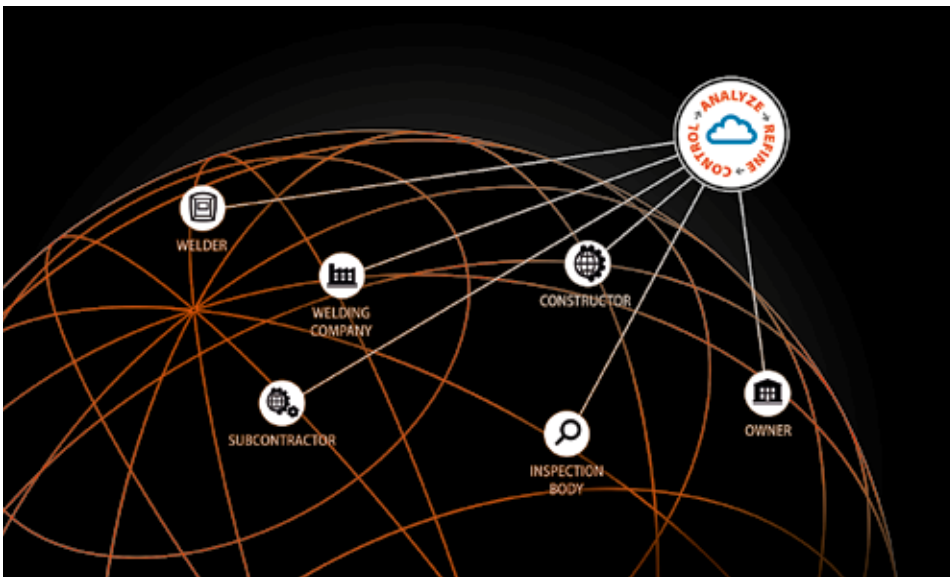 ANALYZE → REFINE → CONTROL →
WELDER
WELDING
COMPANY
CONSTRUCTOR
SUBCONTRACTOR
OWNER
INSPECTION
BODY